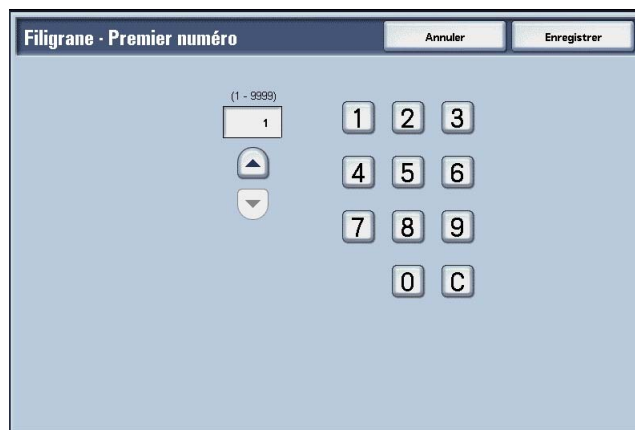 Filigrane - Premier numéro
Annuler
Enregistrer
(1 - 9999)
1
1 2 3
4 5 6
7 8 9
0 C